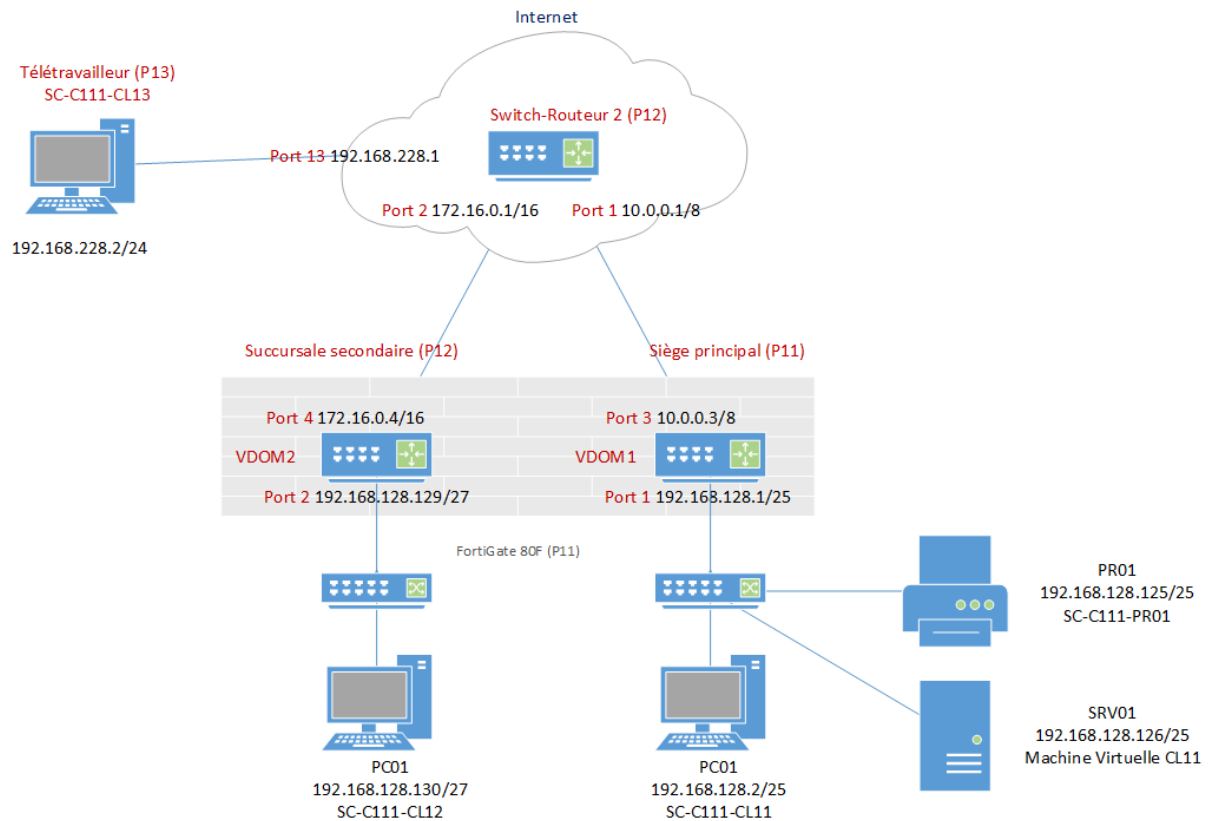 Internet
Télétravailleur (P13)
SC-C111-CL13
Switch-Routeur 2 (P12)
Port 13 192.168.228.1
Port 2 172.16.0.1/16
Port 1 10.0.0.1/8
192.168.228.2/24
Succursale secondaire (P12)
Siège principal (P11)
Port 4 172.16.0.4/16
Port 3 10.0.0.3/8
VDOM2
VDOM1
Port 2 192.168.128.129/27
Port 1 192.168.128.1/25
FortiGate 80F (P11)
PR01
192.168.128.125/25
SC-C111-PR01
SRV01
192.168.128.126/25
Machine Virtuelle CL11
PC01
192.168.128.130/27
SC-C111-CL12
PC01
192.168.128.2/25
SC-C111-CL11